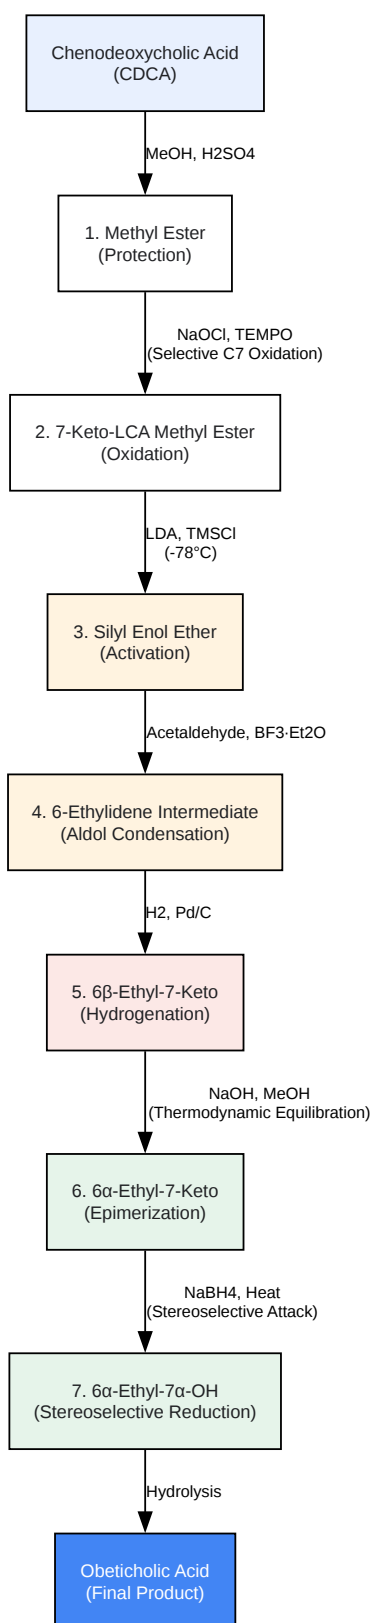 Chenodeoxycholic Acid
(CDCA)
MeOH, H2SO4
1. Methyl Ester
(Protection)
NaOCl, TEMPO
(Selective C7 Oxidation)
2. 7-Keto-LCA Methyl Ester
(Oxidation)
LDA, TMSCl
(-78°C)
3. Silyl Enol Ether
(Activation)
Acetaldehyde, BF3·Et2O
4. 6-Ethylidene Intermediate
(Aldol Condensation)
H2, Pd/C
5. 6β-Ethyl-7-Keto
(Hydrogenation)
NaOH, MeOH
(Thermodynamic Equilibration)
6. 6α-Ethyl-7-Keto
(Epimerization)
NaBH4, Heat
(Stereoselective Attack)
7. 6α-Ethyl-7α-OH
(Stereoselective Reduction)
Hydrolysis
Obeticholic Acid
(Final Product)